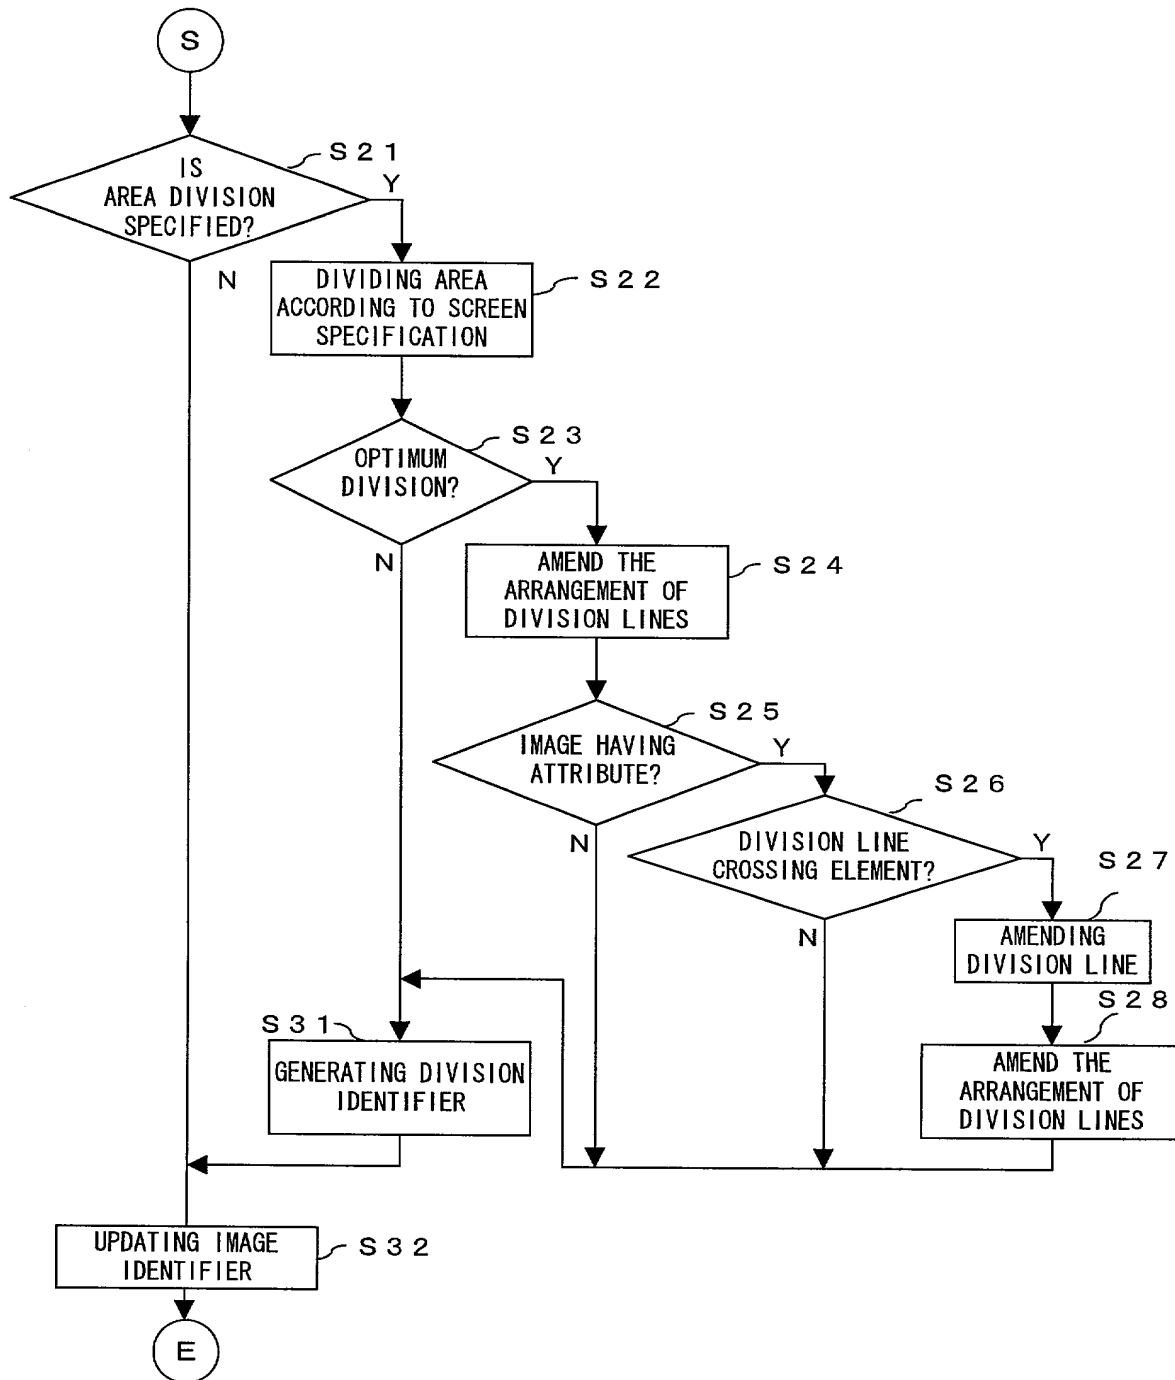 S
S21
IS
AREA DIVISION
SPECIFIED?
Y
N
DIVIDING AREA
ACCORDING TO SCREEN
SPECIFICATION
S22
S23
OPTIMUM
DIVISION?
Y
N
AMEND THE
ARRANGEMENT OF
DIVISION LINES
S24
S25
IMAGE HAVING
ATTRIBUTE?
Y
N
S26
DIVISION LINE
CROSSING ELEMENT?
Y
N
S27
AMENDING
DIVISION LINE
S28
AMEND THE
ARRANGEMENT OF
DIVISION LINES
S31
GENERATING DIVISION
IDENTIFIER
UPDATING IMAGE
IDENTIFIER
S32
E